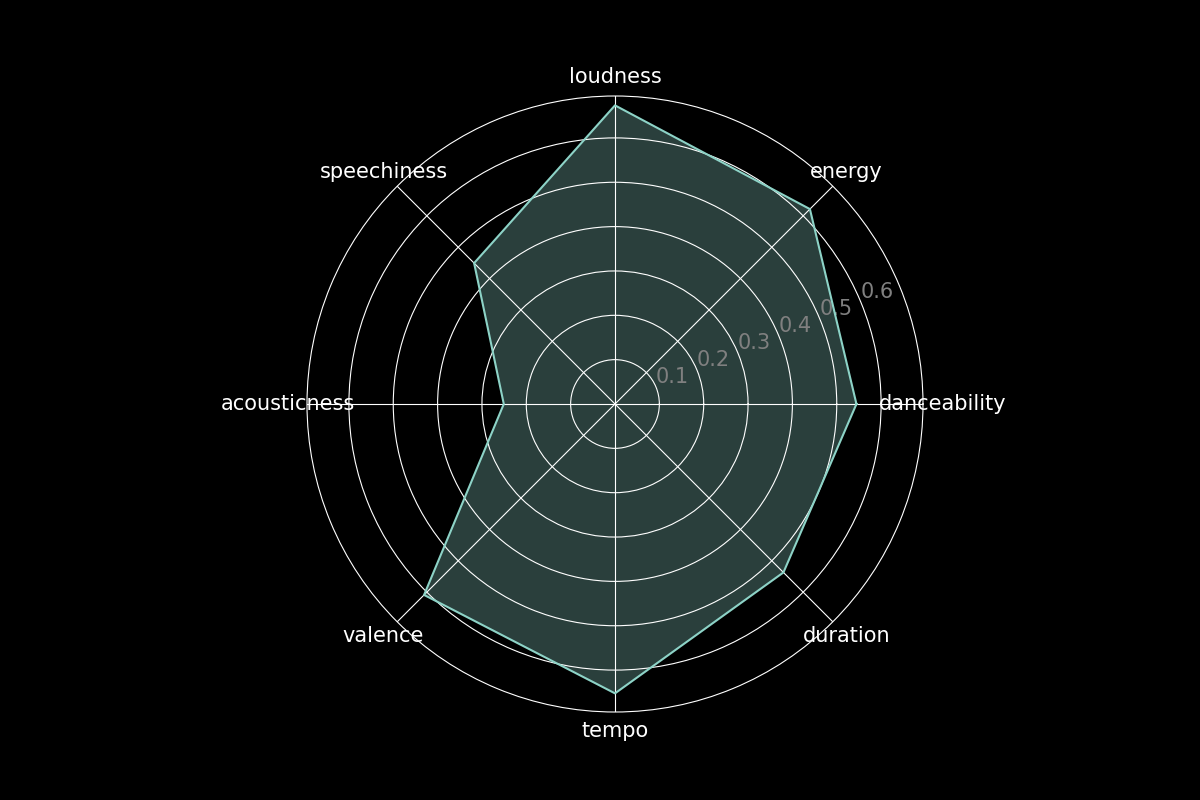 loudness
speechiness
energy
0.6
0.5
0.4
0.3
0.2
0.1
acousticness
danceability
valence
duration
tempo